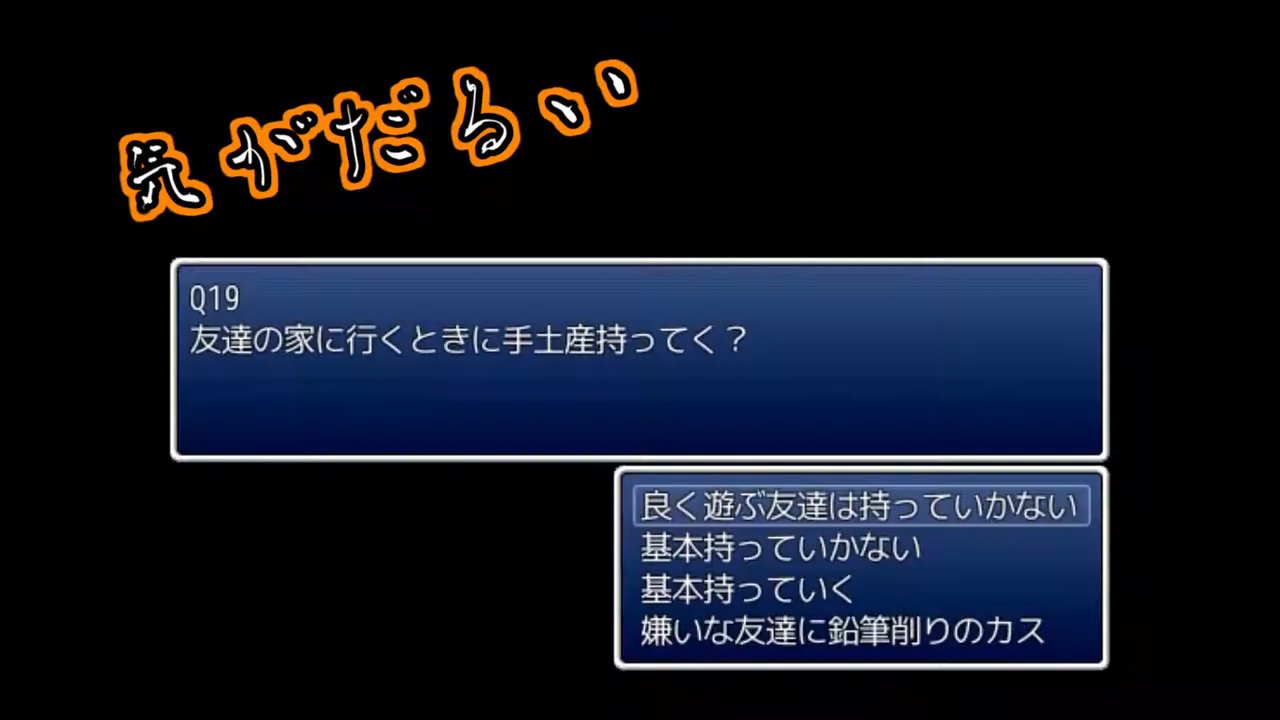 気がだるい
Q19
友達の家に行くときに手土産持ってく？
良く遊ぶ友達は持っていかない
基本持っていかない
基本持っていく
嫌いな友達に鉛筆削りのカス